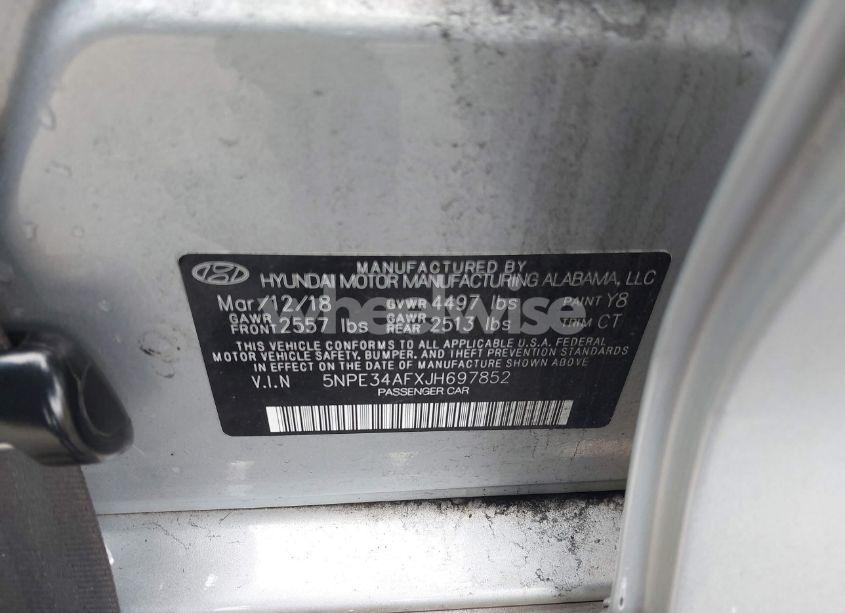 MANUFACTURED BY
HYUNDAI MOTOR MANUFACTURING ALABAMA, LLC
Mar/12/18 GVWR 4497 lbs PAINT Y8
GAWR FRONT 2557 lbs GAWR REAR 2513 lbs TRIM CT
THIS VEHICLE CONFORMS TO ALL APPLICABLE U.S.A. FEDERAL
MOTOR VEHICLE SAFETY, BUMPER, AND THEFT PREVENTION STANDARDS
IN EFFECT ON THE DATE OF MANUFACTURE SHOWN ABOVE
V.I.N 5NPE34AFXJH697852
PASSENGER CAR
wheelwise